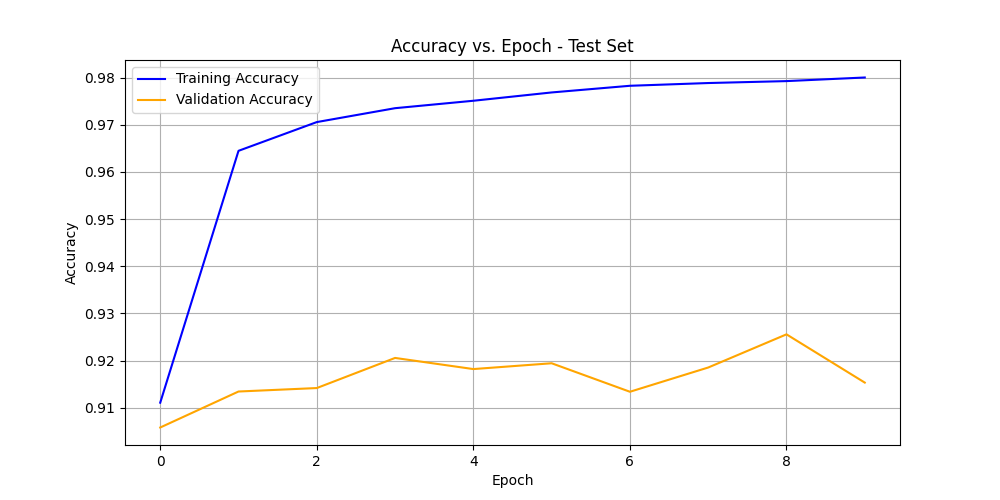 Accuracy vs. Epoch - Test Set
Training Accuracy
Validation Accuracy
0.98
0.97
0.96
0.95
0.94
0.93
0.92
0.91
Accuracy
0 2 4 6 8
Epoch